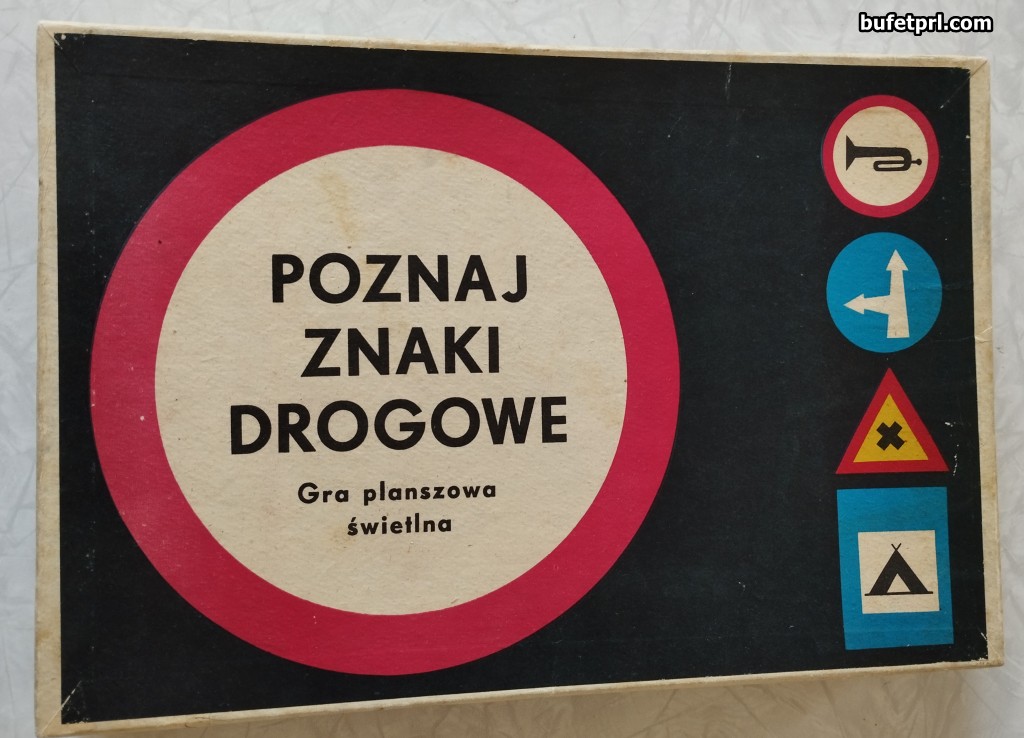 bufetprl.com
POZNAJ
ZNAKI
DROGOWE
Gra planszowa
świetlna